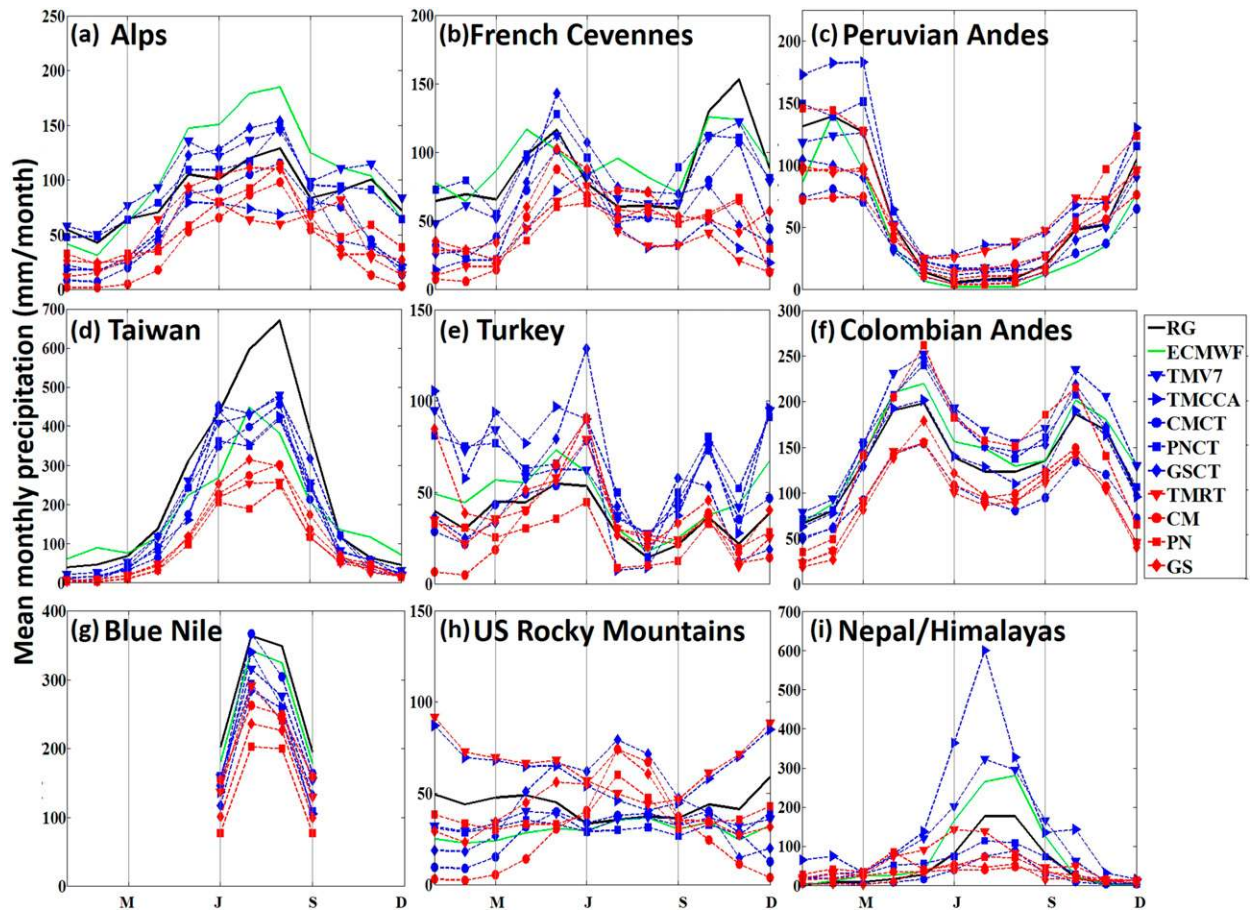 Mean monthly precipitation (mm/month)
(a) Alps
250
200
150
100
50
0
(b) French Cevennes
200
150
100
50
0
(c) Peruvian Andes
200
150
100
50
0
(d) Taiwan
700
600
500
400
300
200
100
0
(e) Turkey
150
100
50
0
(f) Colombian Andes
300
250
200
150
100
50
0
RG
ECMWF
TMV7
TMCCA
CMCT
PNCT
GSCT
TMRT
CM
PN
GS
(g) Blue Nile
400
300
200
100
0
M J S D
(h) US Rocky Mountains
150
100
50
0
M J S D
(i) Nepal/Himalayas
700
600
500
400
300
200
100
0
M J S D